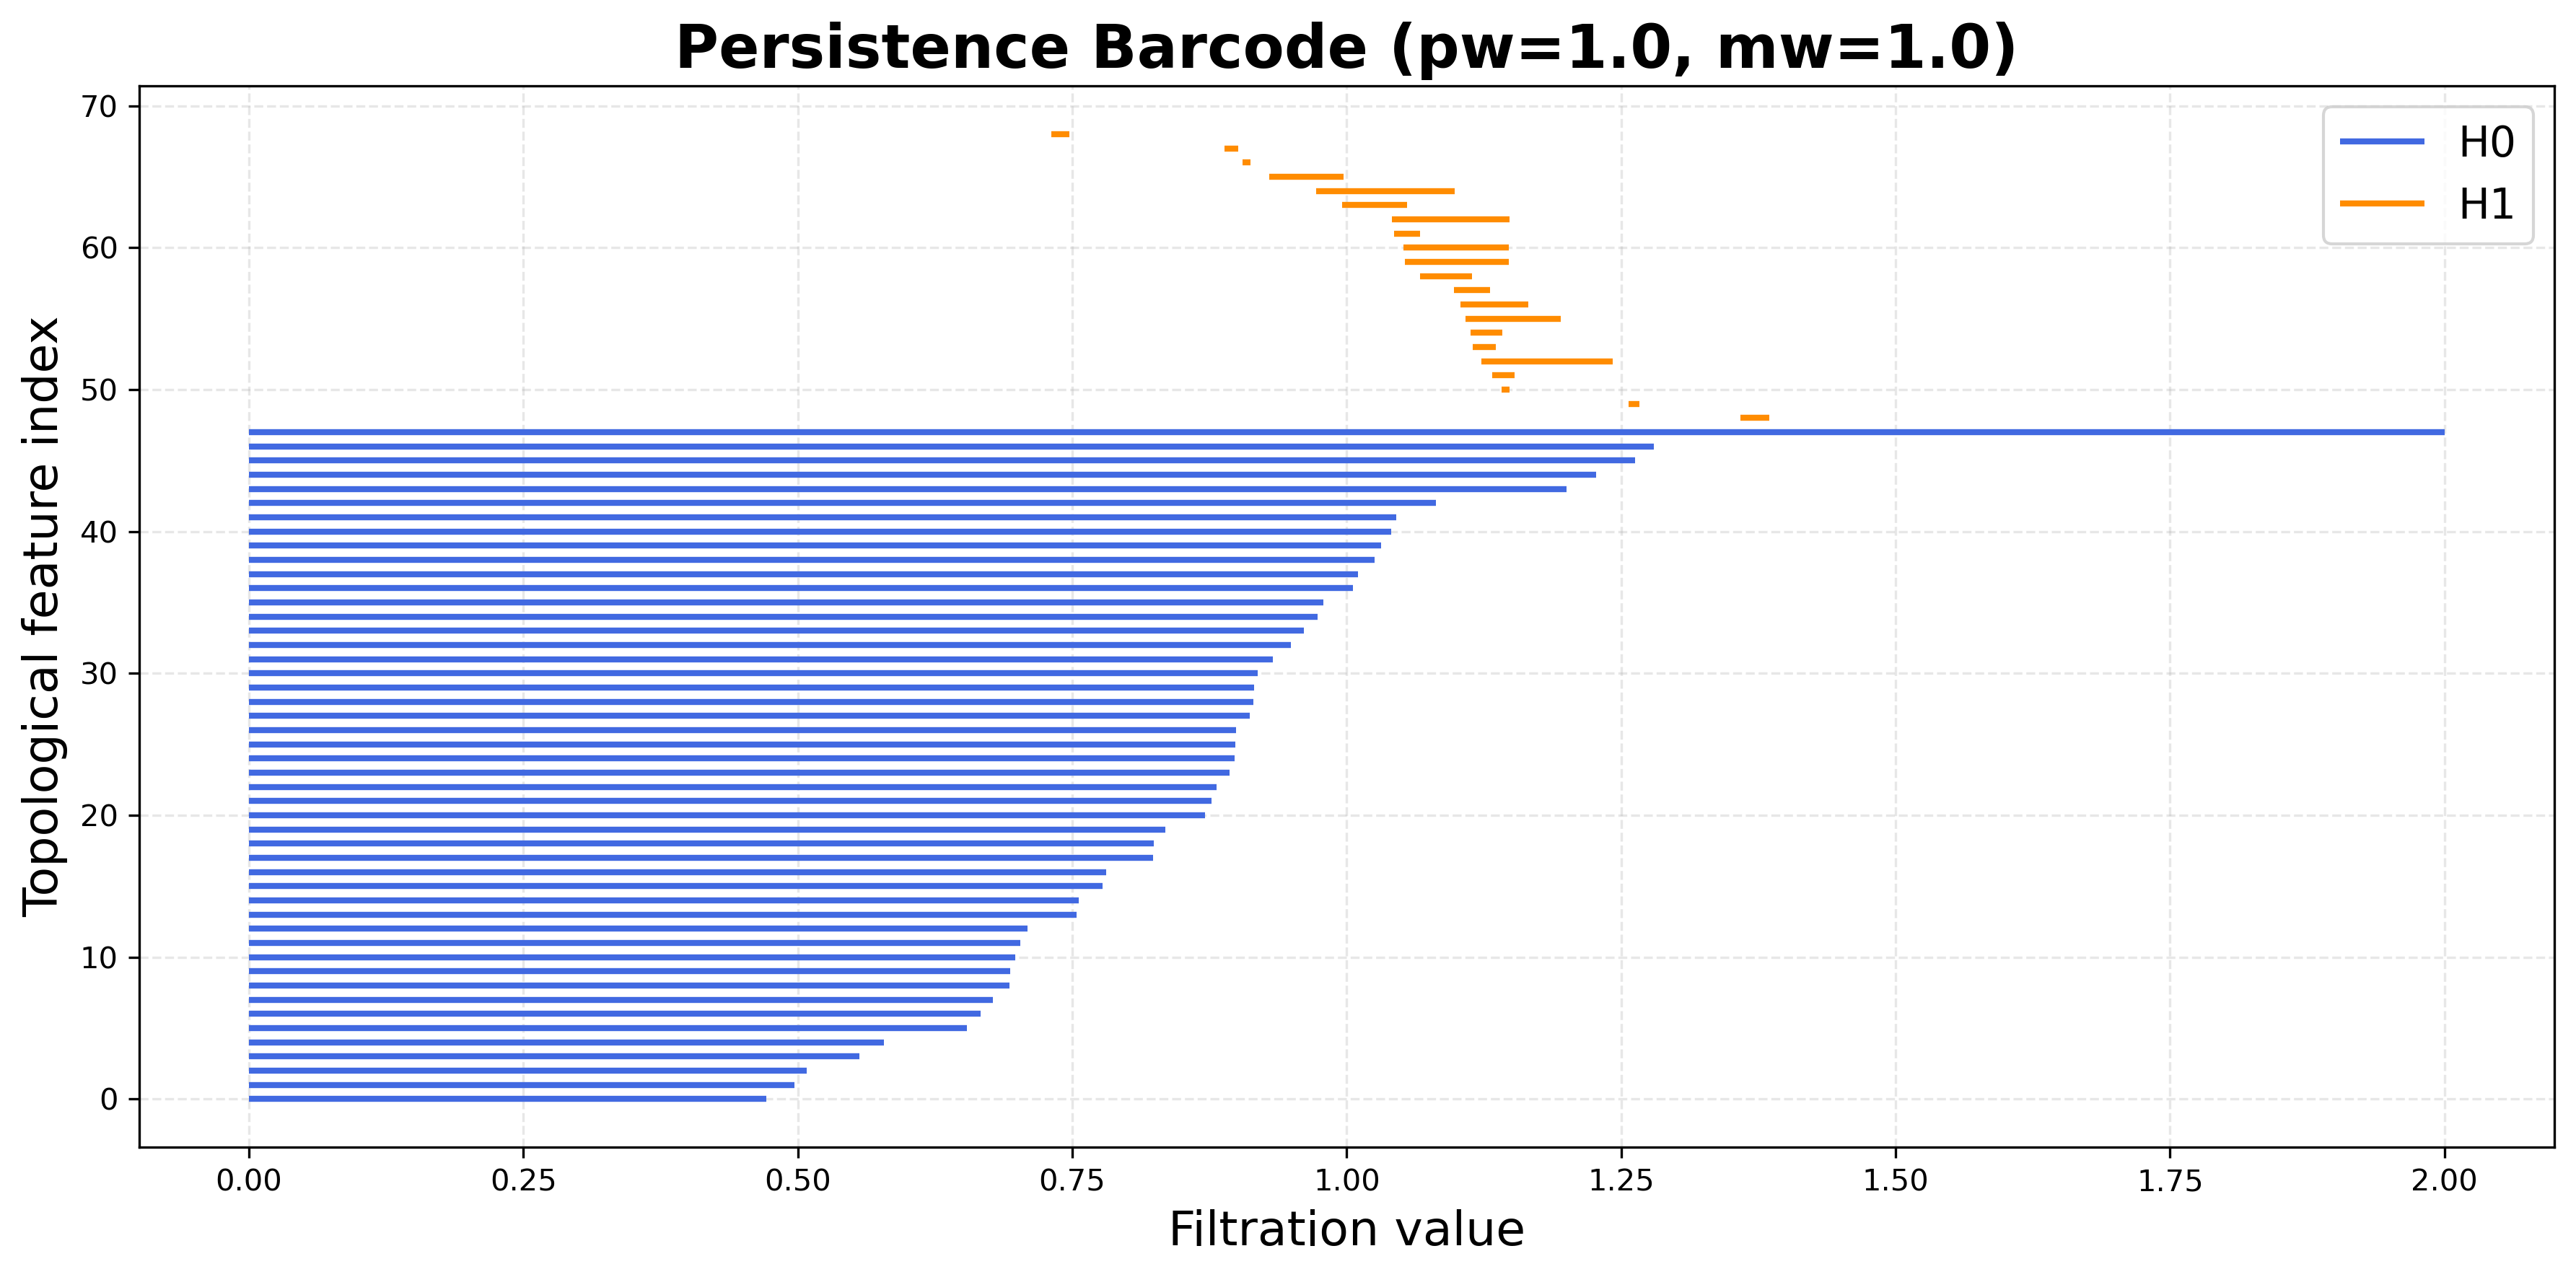 Persistence Barcode (pw=1.0, mw=1.0)
H0
H1
Topological feature index
70
60
50
40
30
20
10
0
0.00 0.25 0.50 0.75 1.00 1.25 1.50 1.75 2.00
Filtration value